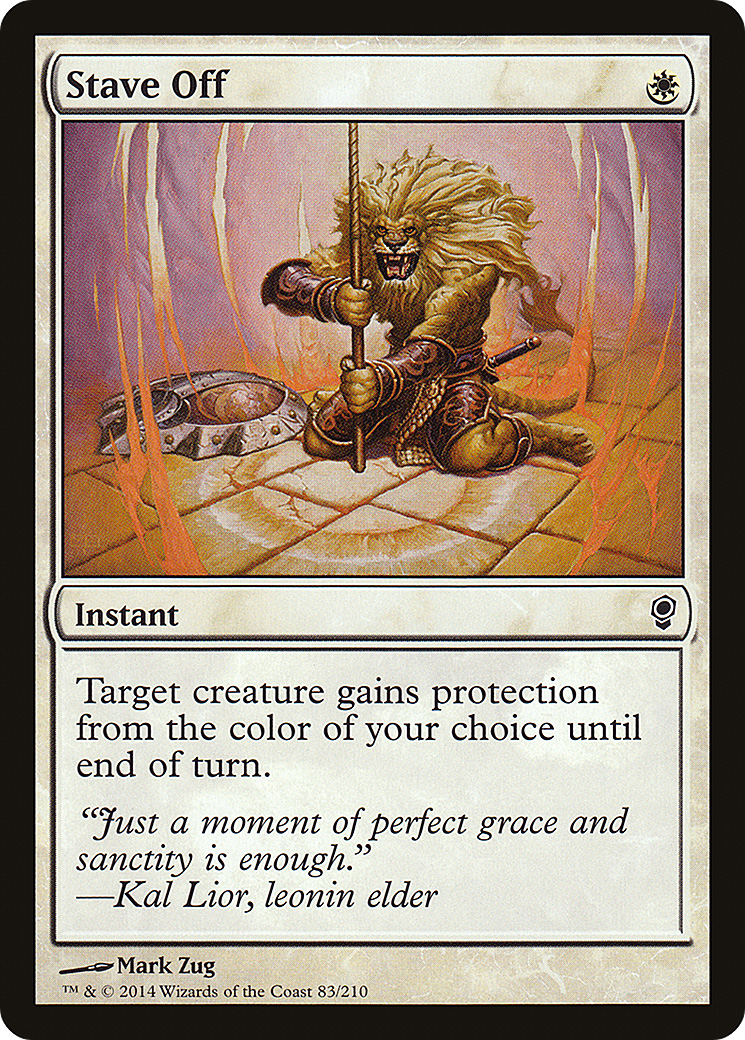 Stave Off
Instant
Target creature gains protection
from the color of your choice until
end of turn.
“Just a moment of perfect grace and
sanctity is enough.”
—Kal Lior, leonin elder
Mark Zug
™ & © 2014 Wizards of the Coast 83/210